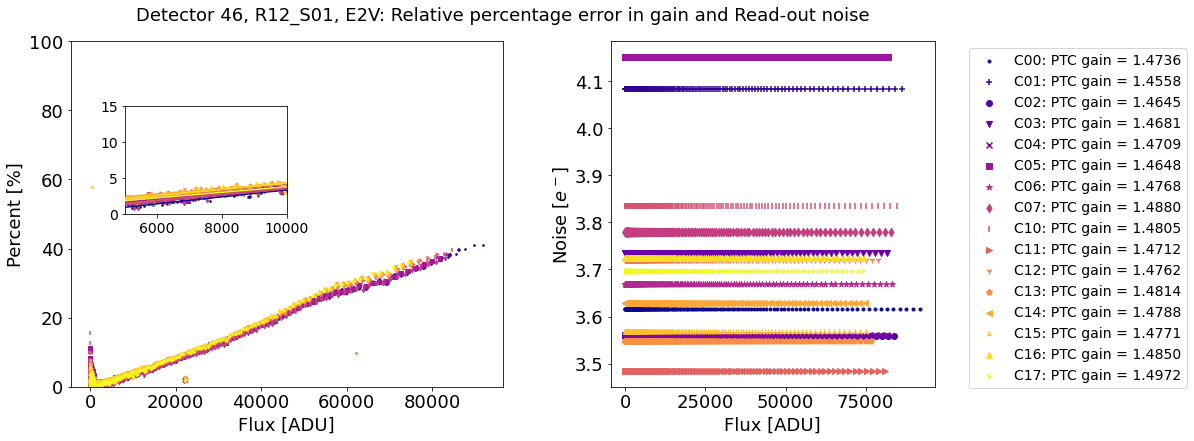 Detector 46, R12_S01, E2V: Relative percentage error in gain and Read-out noise
Percent [%]
100
80
60
40
20
0
0
20000
40000
60000
80000
Flux [ADU]
15
10
5
0
6000
8000
10000
Noise [e⁻]
4.1
4.0
3.9
3.8
3.7
3.6
3.5
0
25000
50000
75000
Flux [ADU]
C00: PTC gain = 1.4736
C01: PTC gain = 1.4558
C02: PTC gain = 1.4645
C03: PTC gain = 1.4681
C04: PTC gain = 1.4709
C05: PTC gain = 1.4648
C06: PTC gain = 1.4768
C07: PTC gain = 1.4880
C10: PTC gain = 1.4805
C11: PTC gain = 1.4712
C12: PTC gain = 1.4762
C13: PTC gain = 1.4814
C14: PTC gain = 1.4788
C15: PTC gain = 1.4771
C16: PTC gain = 1.4850
C17: PTC gain = 1.4972